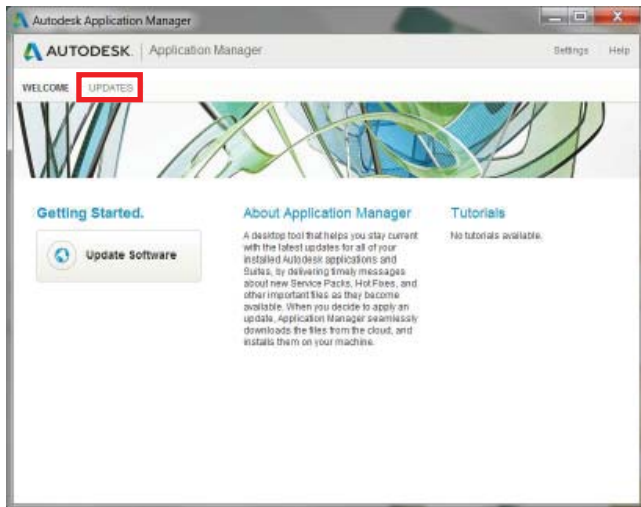 Autodesk Application Manager
AUTODESK. Application Manager
Settings Help
WELCOME UPDATES
Getting Started.
Update Software
About Application Manager
A desktop tool that helps you stay current
with the latest updates for all of your
installed Autodesk applications and
Suites, by delivering timely messages
about new Service Packs, Hot Fixes, and
other important files as they become
available. When you decide to apply an
update, Application Manager seamlessly
downloads the files from the cloud, and
installs them on your machine.
Tutorials
No tutorials available.